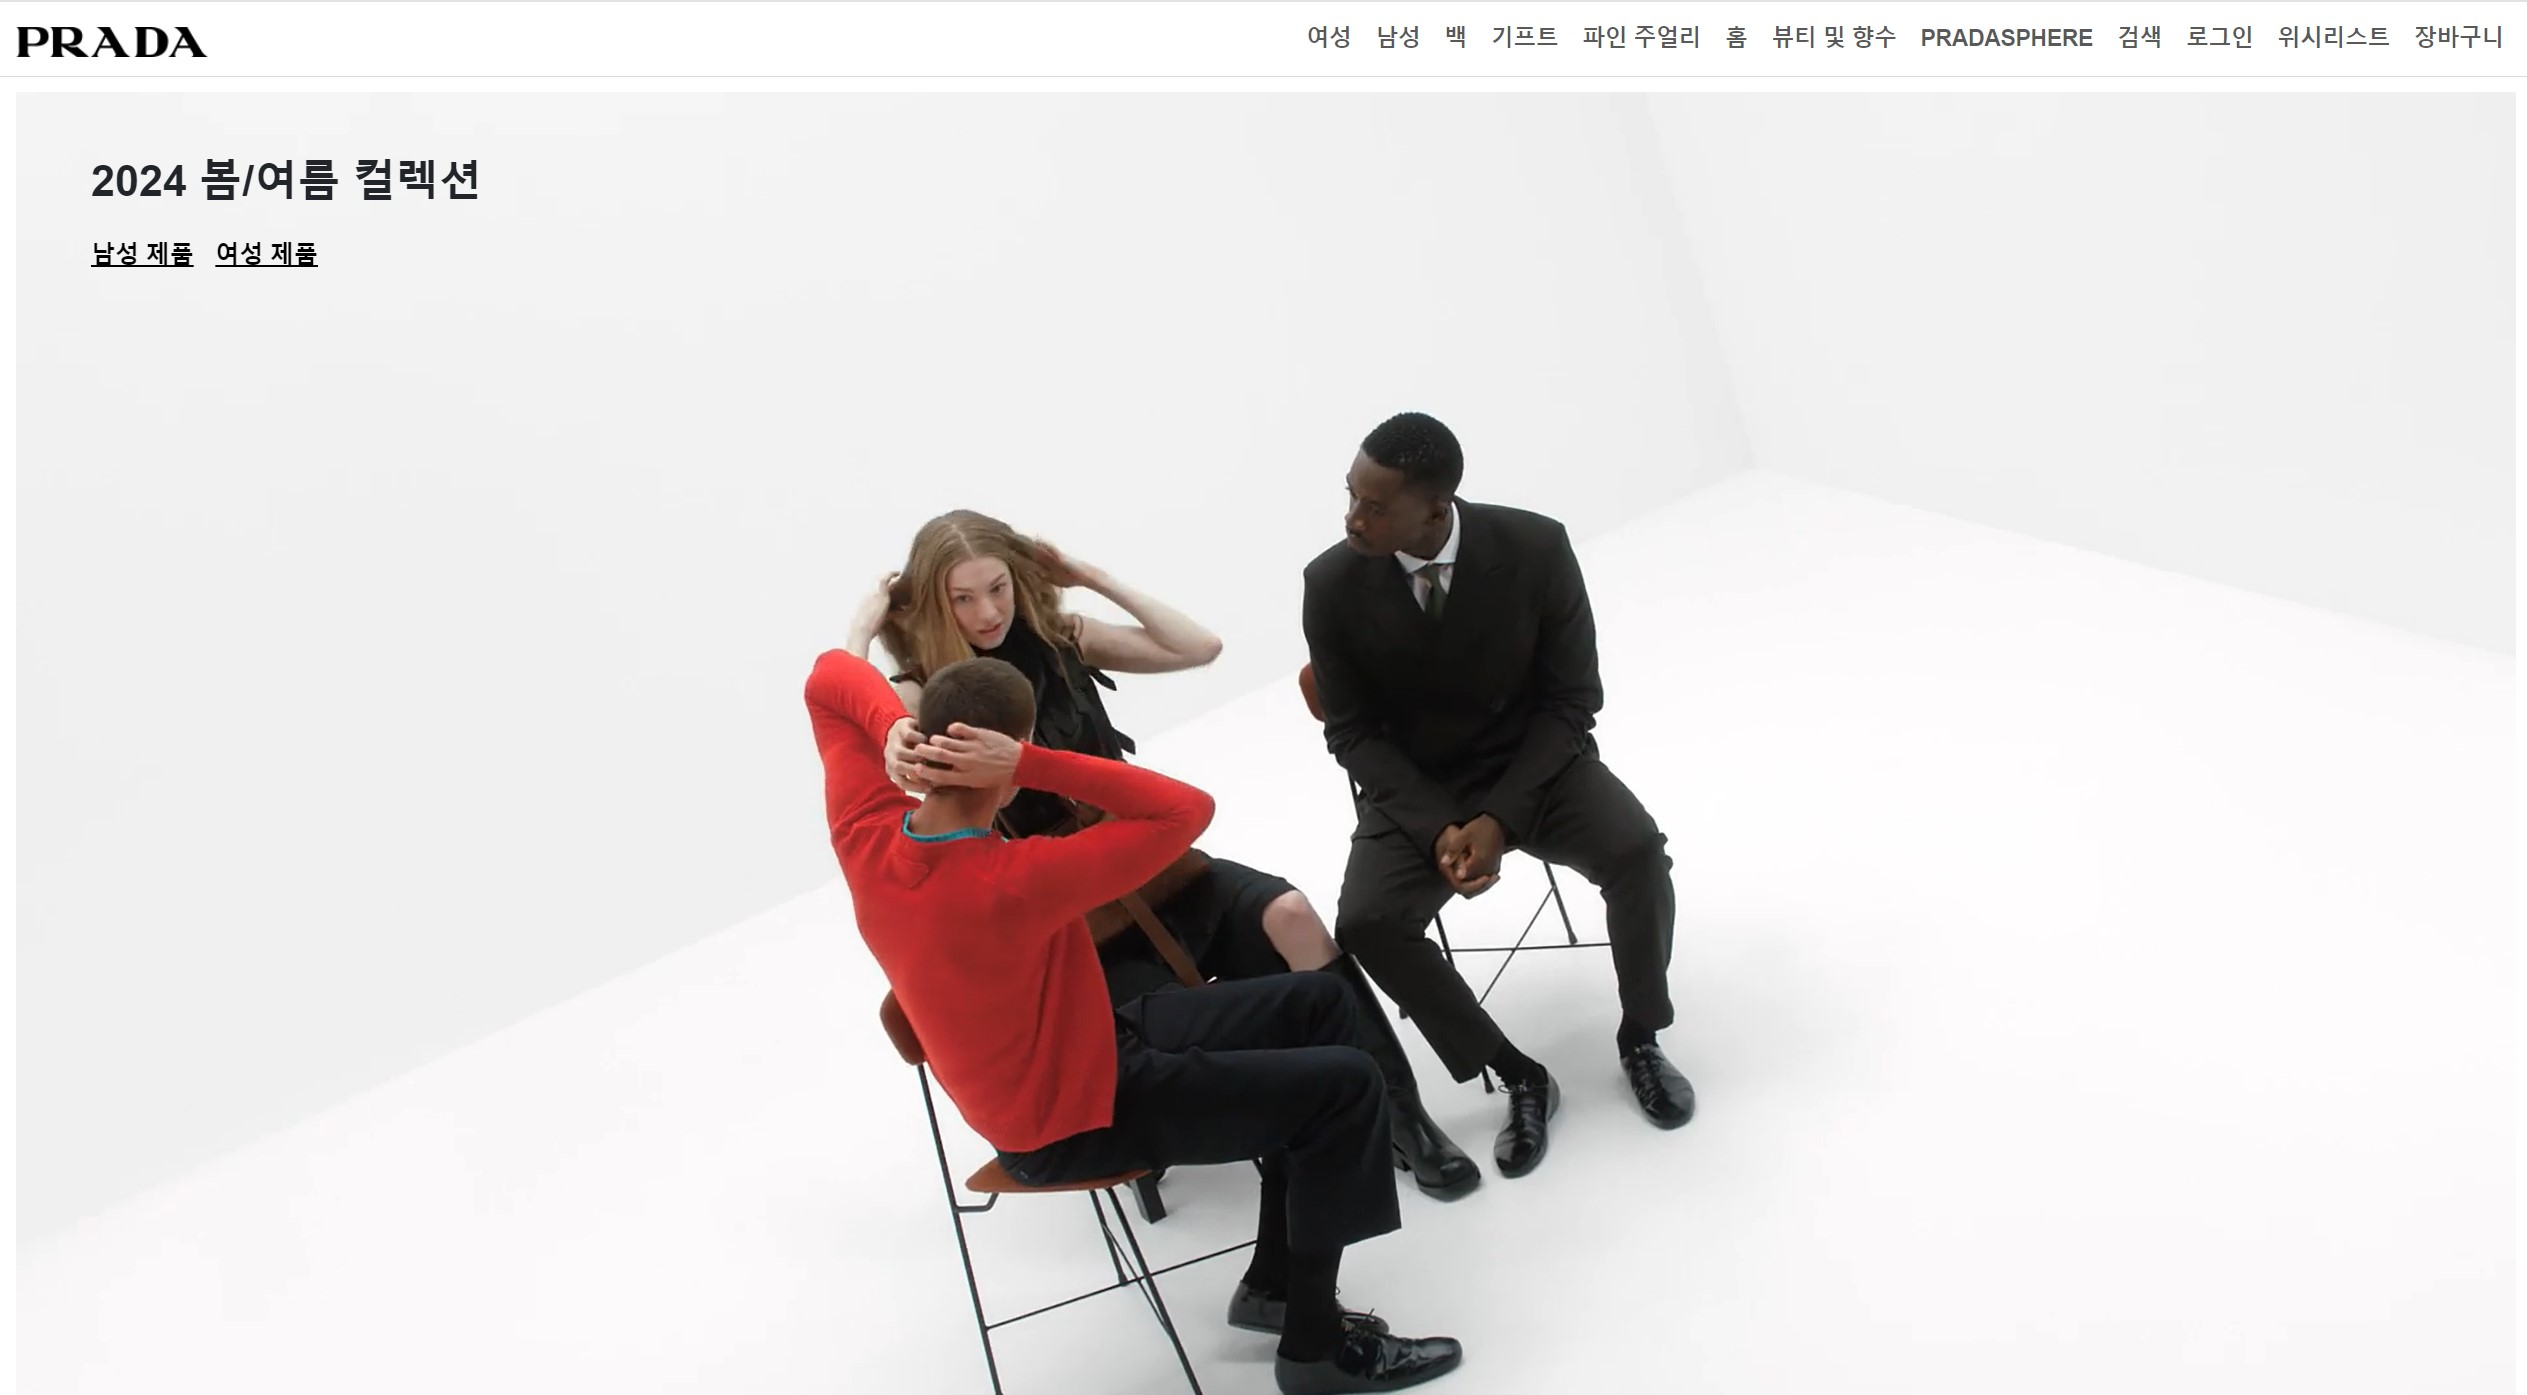 PRADA
여성 남성 백 기프트 파인 주얼리 홈 뷰티 및 향수 PRADASPHERE 검색 로그인 위시리스트 장바구니
2024 봄/여름 컬렉션
남성 제품 여성 제품